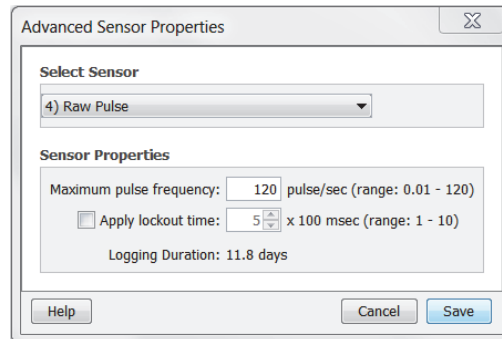 Advanced Sensor Properties
Select Sensor
4) Raw Pulse
Sensor Properties
Maximum pulse frequency: 120 pulse/sec (range: 0.01 - 120)
Apply lockout time: 5 x 100 msec (range: 1 - 10)
Logging Duration: 11.8 days
Help Cancel Save